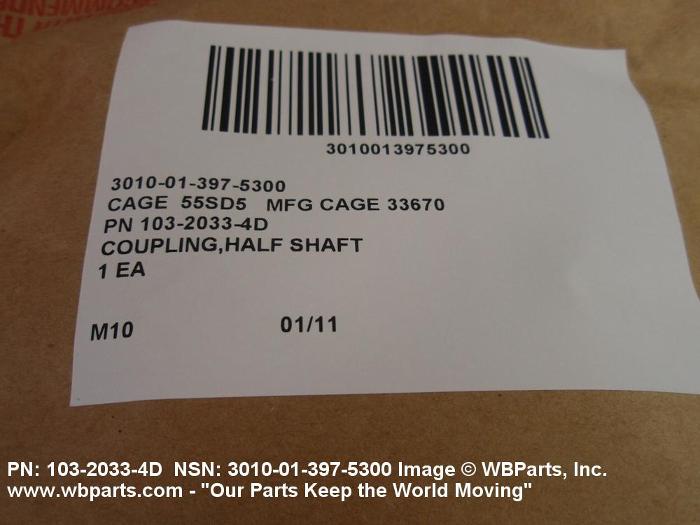 3010013975300
3010-01-397-5300
CAGE 55SD5 MFG CAGE 33670
PN 103-2033-4D
COUPLING,HALF SHAFT
1 EA
M10 01/11
PN: 103-2033-4D NSN: 3010-01-397-5300 Image © WBParts, Inc.
www.wbparts.com - "Our Parts Keep the World Moving"